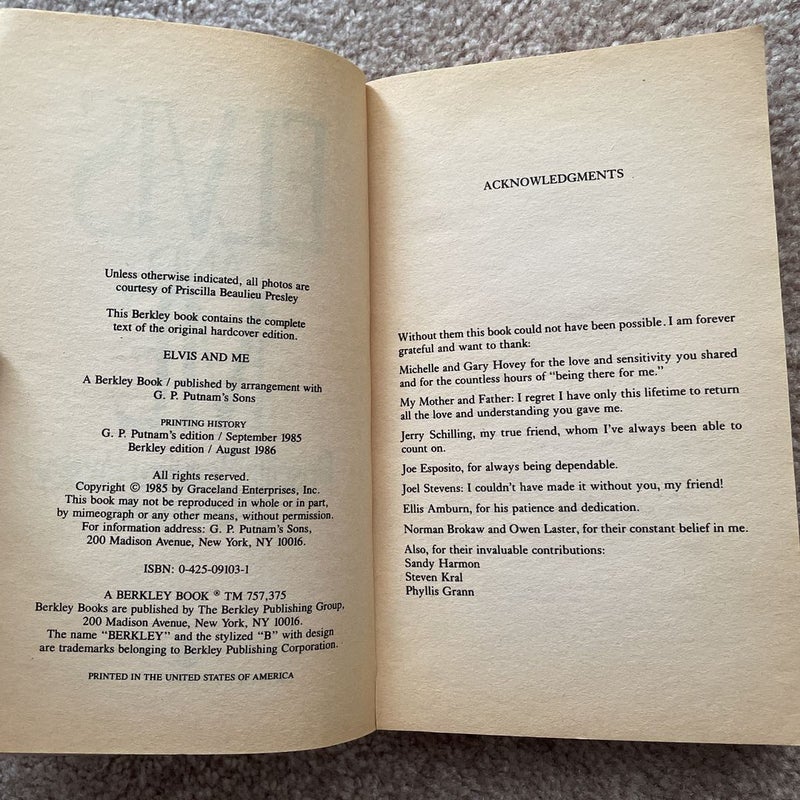 Unless otherwise indicated, all photos are
courtesy of Priscilla Beaulieu Presley
This Berkley book contains the complete
text of the original hardcover edition.
ELVIS AND ME
A Berkley Book / published by arrangement with
G. P. Putnam's Sons
PRINTING HISTORY
G. P. Putnam's edition / September 1985
Berkley edition / August 1986
All rights reserved.
Copyright © 1985 by Graceland Enterprises, Inc.
This book may not be reproduced in whole or in part,
by mimeograph or any other means, without permission.
For information address: G. P. Putnam's Sons,
200 Madison Avenue, New York, NY 10016.
ISBN: 0-425-09103-1
A BERKLEY BOOK ® TM 757,375
Berkley Books are published by The Berkley Publishing Group,
200 Madison Avenue, New York, NY 10016.
The name "BERKLEY" and the stylized "B" with design
are trademarks belonging to Berkley Publishing Corporation.
PRINTED IN THE UNITED STATES OF AMERICA
ACKNOWLEDGMENTS
Without them this book could not have been possible. I am forever
grateful and want to thank:
Michelle and Gary Hovey for the love and sensitivity you shared
and for the countless hours of "being there for me."
My Mother and Father: I regret I have only this lifetime to return
all the love and understanding you gave me.
Jerry Schilling, my true friend, whom I've always been able to
count on.
Joe Esposito, for always being dependable.
Joel Stevens: I couldn't have made it without you, my friend!
Ellis Amburn, for his patience and dedication.
Norman Brokaw and Owen Laster, for their constant belief in me.
Also, for their invaluable contributions:
Sandy Harmon
Steven Kral
Phyllis Grann